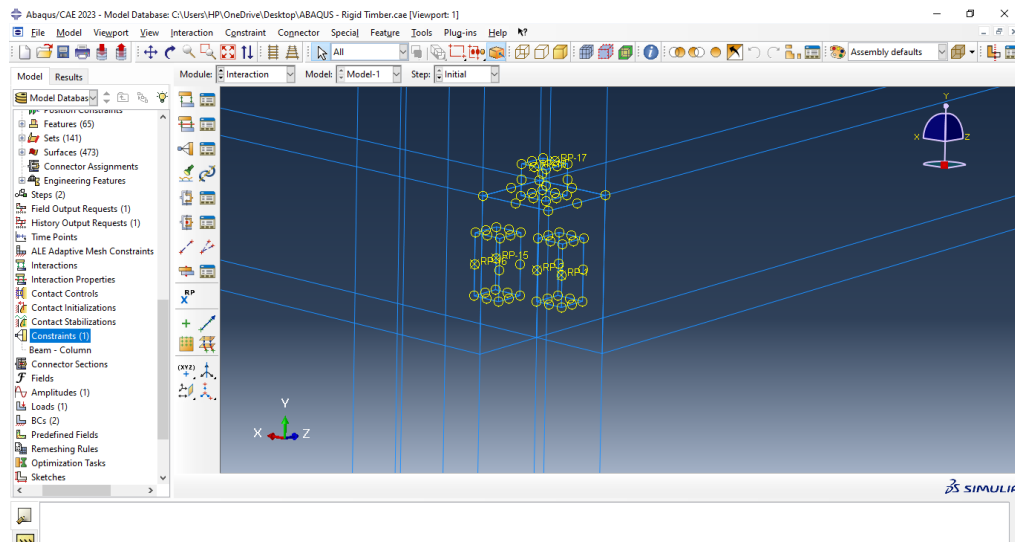 Abaqus/CAE 2023 - Model Database: C:\Users\HP\OneDrive\Desktop\ABAQUS - Rigid Timber.cae [Viewport: 1]
File Model Viewport View Interaction Constraint Connector Special Feature Tools Plug-ins Help
All
Assembly defaults
Model Results
Module: Interaction Model: Model-1 Step: Initial
Model Databas
Position Constraints
Features (65)
Sets (141)
Surfaces (473)
Connector Assignments
Engineering Features
Steps (2)
Field Output Requests (1)
History Output Requests (1)
Time Points
ALE Adaptive Mesh Constraints
Interactions
Interaction Properties
Contact Controls
Contact Initializations
Contact Stabilizations
Constraints (1)
Beam - Column
Connector Sections
Fields
Amplitudes (1)
Loads (1)
BCs (2)
Predefined Fields
Remeshing Rules
Optimization Tasks
Sketches
RP
(XYZ)
RP-17
RP-15
Y
X
Z
Y
X
Z
SIMULIA